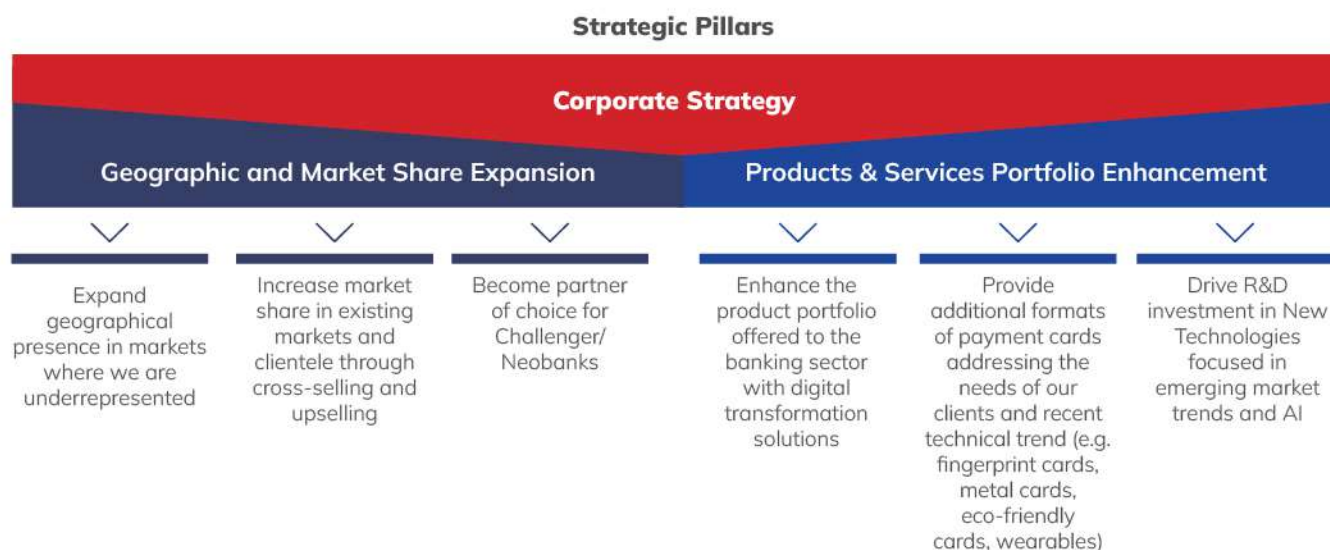 Strategic Pillars
Corporate Strategy
Geographic and Market Share Expansion
Products & Services Portfolio Enhancement
Expand
geographical
presence in markets
where we are
underrepresented
Increase market
share in existing
markets and
clientele through
cross-selling and
upselling
Become partner
of choice for
Challenger/
Neobanks
Enhance the
product portfolio
offered to the
banking sector
with digital
transformation
solutions
Provide
additional formats
of payment cards
addressing the
needs of our
clients and recent
technical trend (e.g.
fingerprint cards,
metal cards,
eco-friendly
cards, wearables)
Drive R&D
investment in New
Technologies
focused in
emerging market
trends and AI